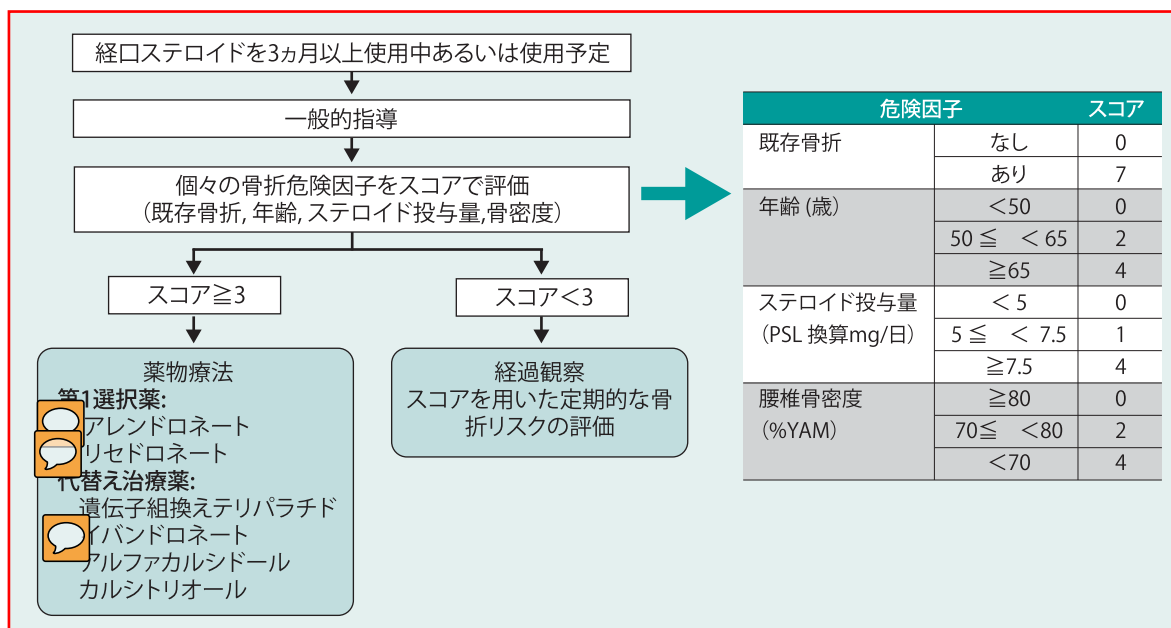 経口ステロイドを3ヵ月以上使用中あるいは使用予定
一般的指導
個々の骨折危険因子をスコアで評価
(既存骨折, 年齢, ステロイド投与量, 骨密度)
スコア≧3
スコア<3
薬物療法
第1選択薬:
アレンドロネート
リセドロネート
代替え治療薬:
遺伝子組換えテリパラチド
イバンドロネート
アルファカルシドール
カルシトリオール
経過観察
スコアを用いた定期的な骨
折リスクの評価
危険因子 スコア
既存骨折 なし 0
あり 7
年齢 (歳) <50 0
50 ≦ < 65 2
≧65 4
ステロイド投与量 < 5 0
(PSL 換算mg/日) 5 ≦ < 7.5 1
≧7.5 4
腰椎骨密度 ≧80 0
(%YAM) 70≦ <80 2
<70 4